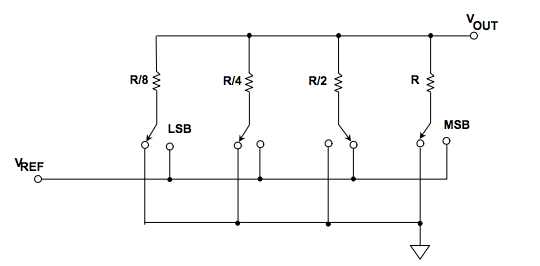 VOUT
R/8
R/4
R/2
R
LSB
MSB
VREF